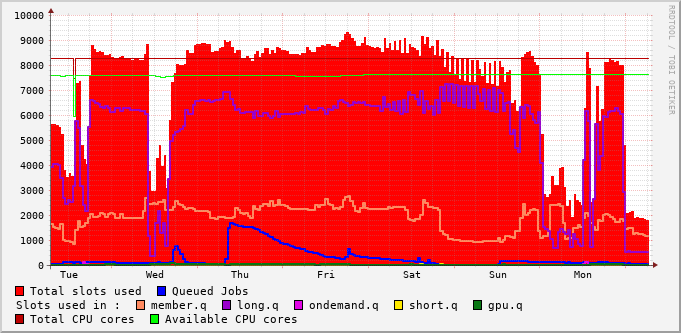 10000
9000
8000
7000
6000
5000
4000
3000
2000
1000
0
Tue Wed Thu Fri Sat Sun Mon
RRDTOOL / TOBI OETIKER
Total slots used Queued Jobs
Slots used in : member.q long.q ondemand.q short.q gpu.q
Total CPU cores Available CPU cores